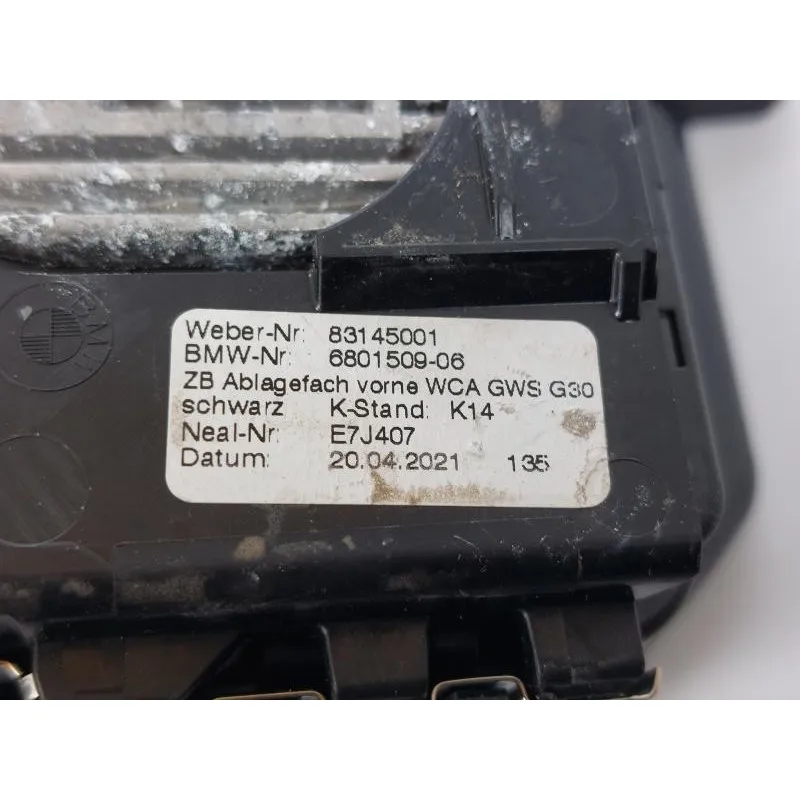 Weber-Nr: 83145001
BMW-Nr: 6801509-06
ZB Ablagefach vorne WCA GWS G30
schwarz K-Stand: K14
Neal-Nr: E7J407
Datum: 20.04.2021 135
BMW